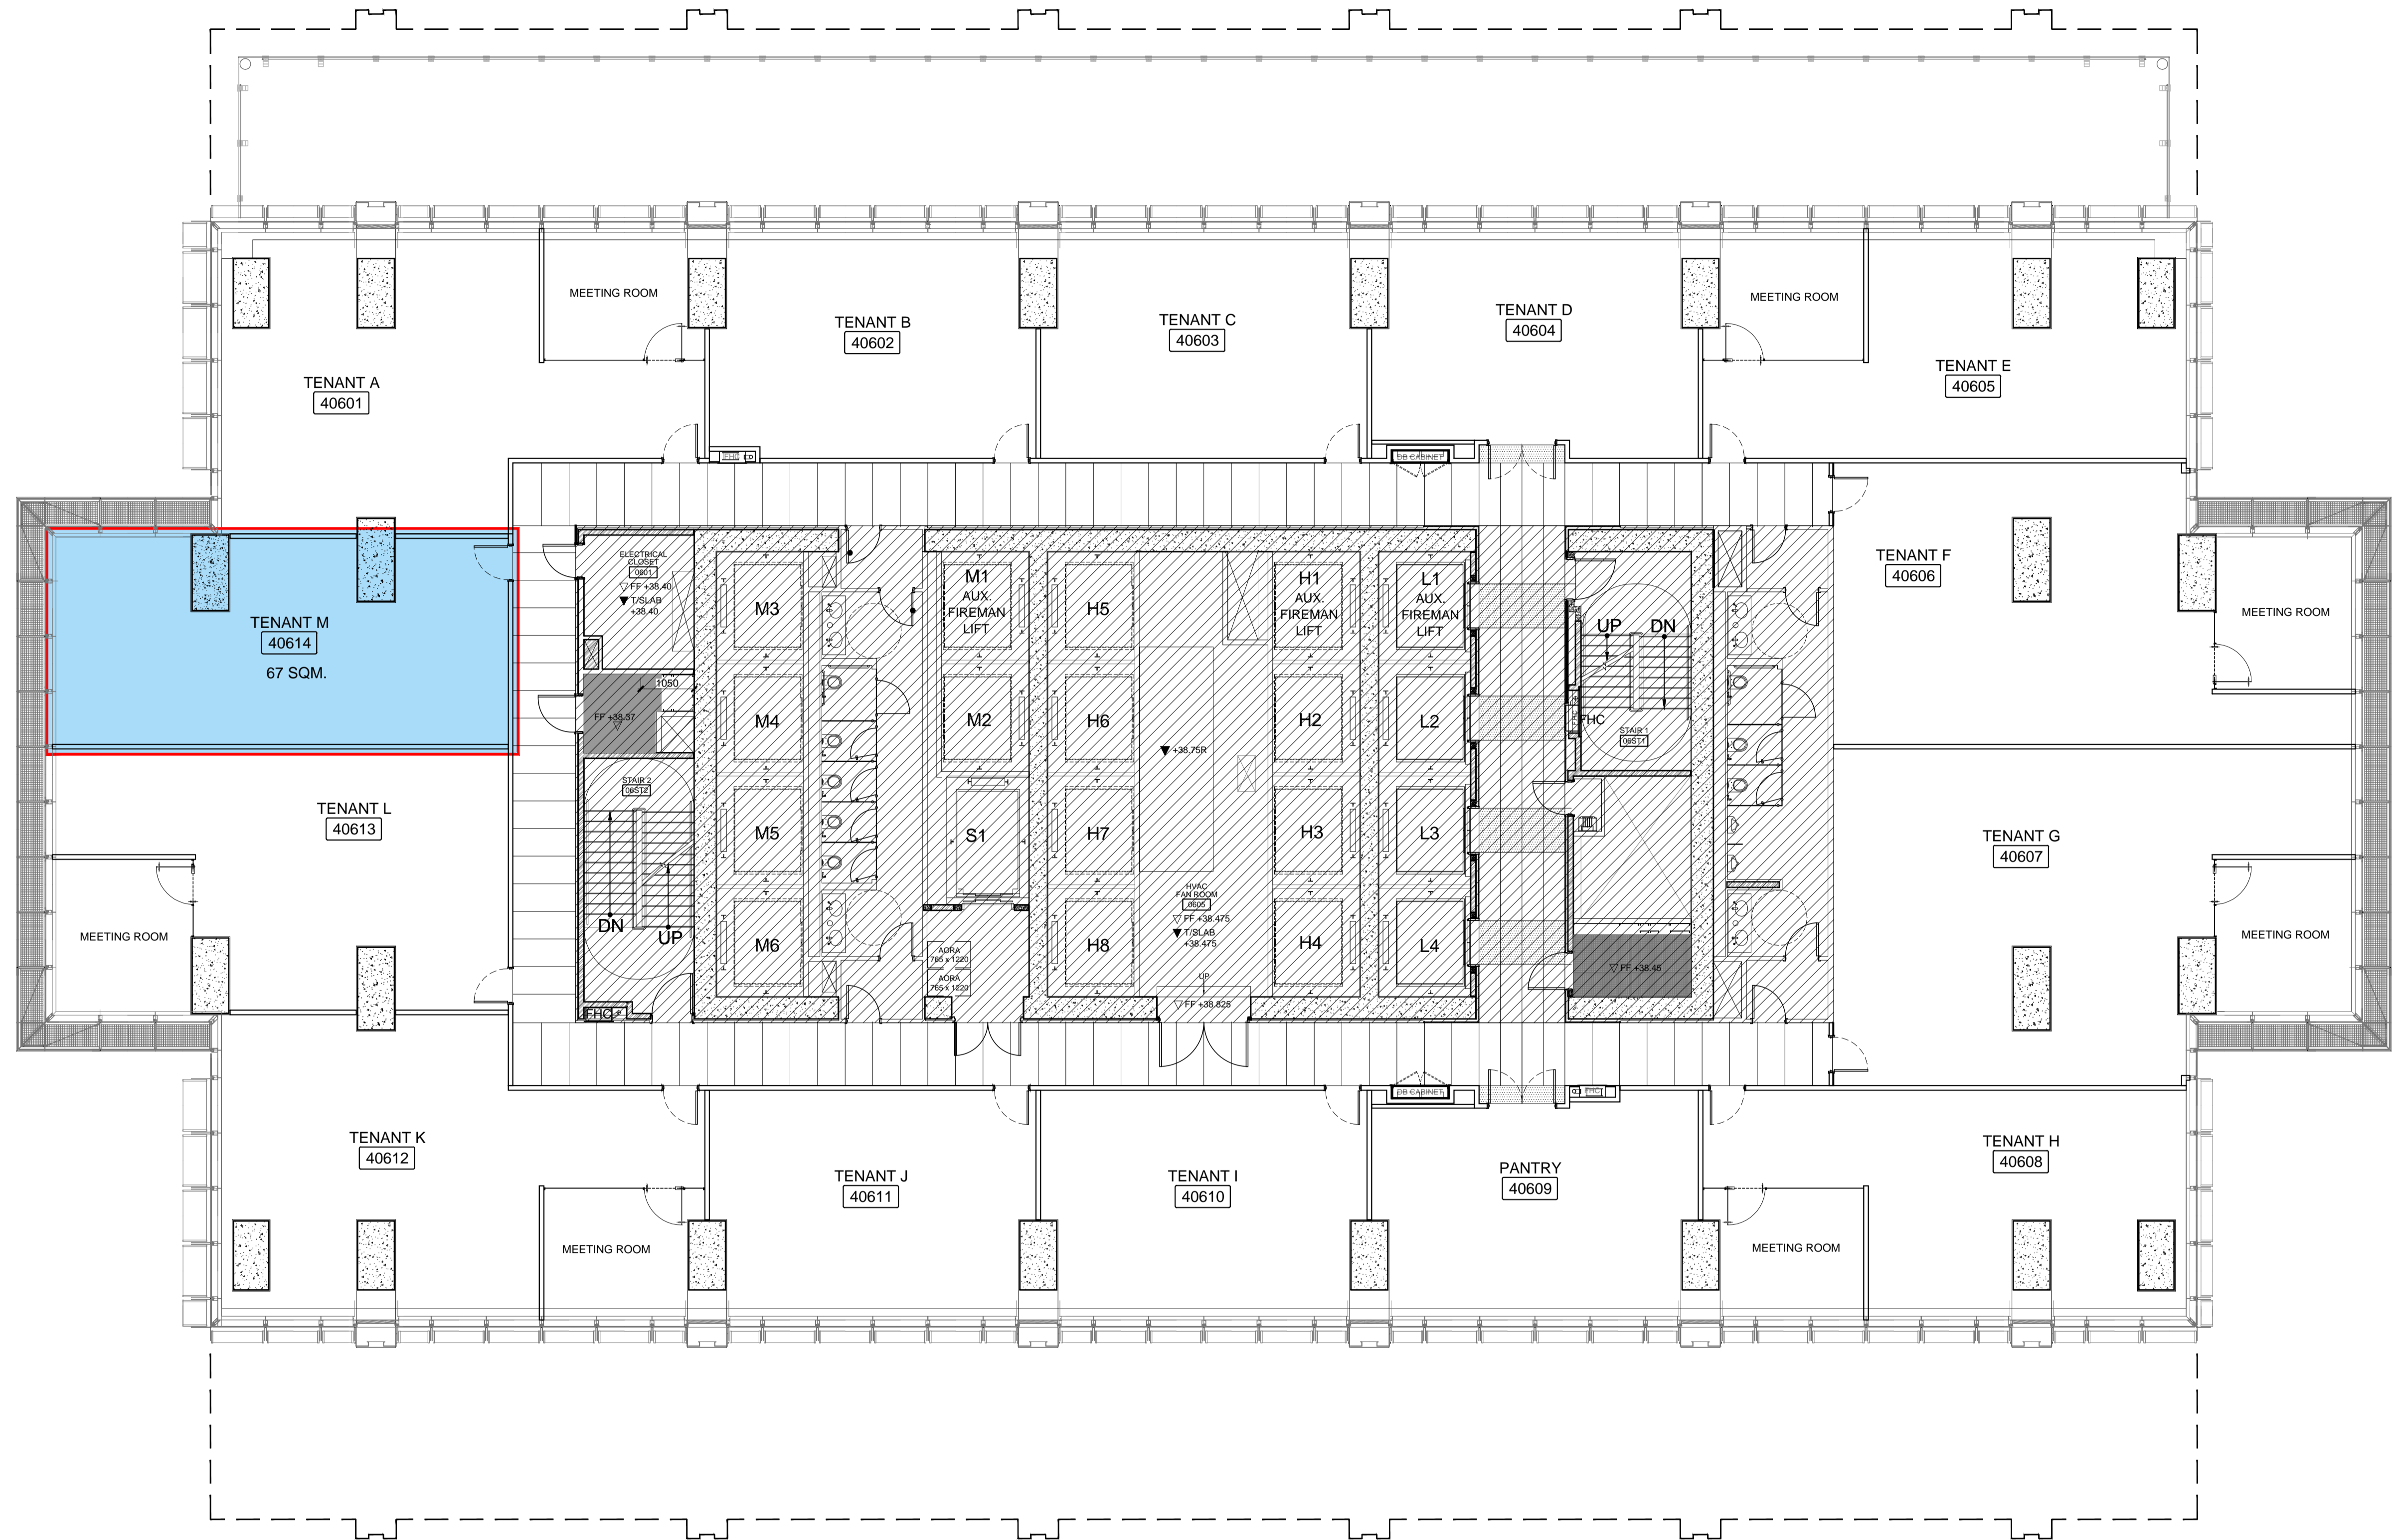 MEETING ROOM
MEETING ROOM
TENANT A
40601
TENANT B
40602
TENANT C
40603
TENANT D
40604
TENANT E
40605
FHC
DB CABINET
TENANT M
40614
67 SQM.
ELECTRICAL
CLOSET
0601
FF +38.40
T/SLAB
+38.40
1050
FF +38.37
STAIR 2
06ST2
DN
UP
FHC
M3
M4
M5
M6
M1
AUX.
FIREMAN
LIFT
M2
S1
AORA
765 x 1220
AORA
765 x 1220
H5
H6
H7
H8
+38.75R
HVAC
FAN ROOM
0605
FF +38.475
T/SLAB
+38.475
UP
FF +38.825
H1
AUX.
FIREMAN
LIFT
H2
H3
H4
L1
AUX.
FIREMAN
LIFT
L2
L3
L4
UP
DN
FHC
FHC
STAIR 1
06ST1
FF +38.45
TENANT F
40606
MEETING ROOM
TENANT L
40613
MEETING ROOM
TENANT G
40607
MEETING ROOM
DB CABINET
FHC
TENANT K
40612
MEETING ROOM
TENANT J
40611
TENANT I
40610
PANTRY
40609
TENANT H
40608
MEETING ROOM